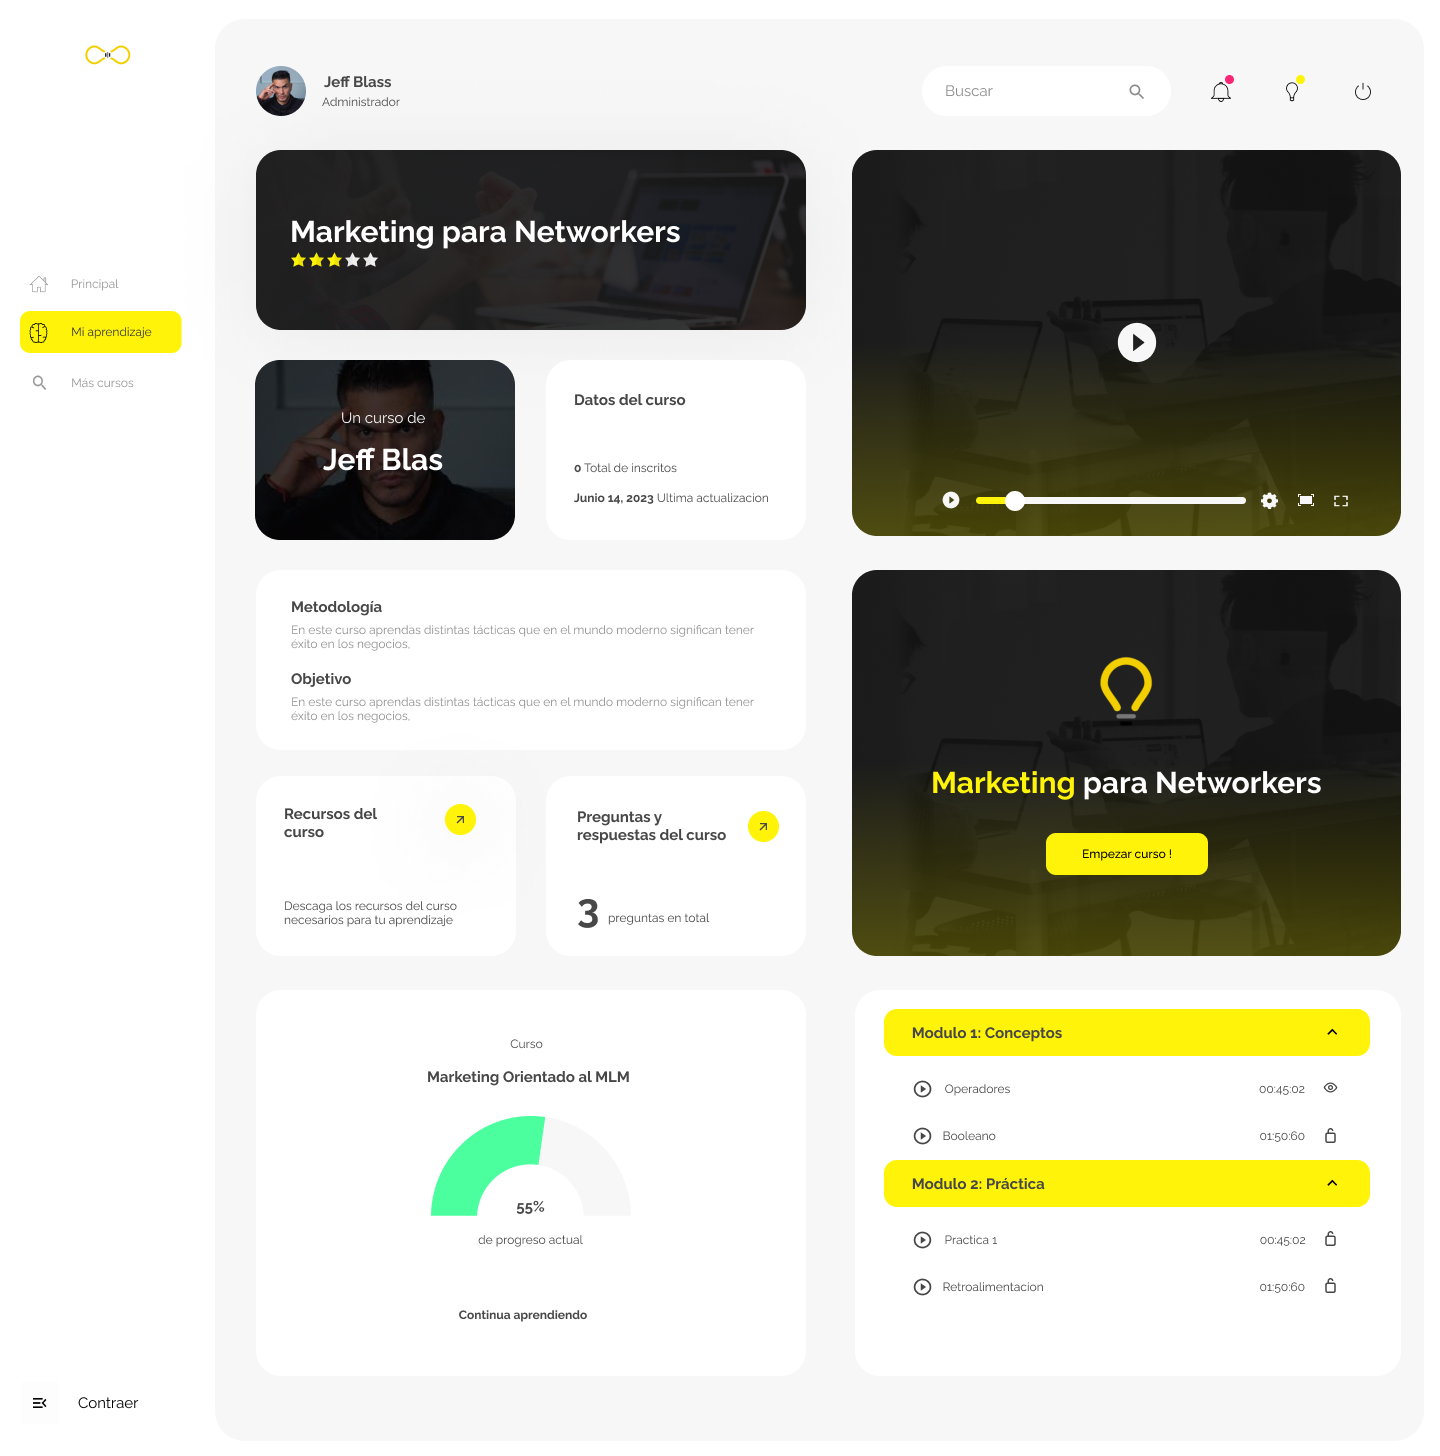 Jeff Blass
Administrador
Buscar
Principal
Mi aprendizaje
Más cursos
Contraer
Marketing para Networkers
Un curso de
Jeff Blas
Datos del curso
0 Total de inscritos
Junio 14, 2023 Ultima actualizacion
Metodología
En este curso aprendas distintas tácticas que en el mundo moderno significan tener
éxito en los negocios,
Objetivo
En este curso aprendas distintas tácticas que en el mundo moderno significan tener
éxito en los negocios,
Marketing para Networkers
Empezar curso !
Recursos del
curso
Descaga los recursos del curso
necesarios para tu aprendizaje
Preguntas y
respuestas del curso
3 preguntas en total
Curso
Marketing Orientado al MLM
55%
de progreso actual
Continua aprendiendo
Modulo 1: Conceptos
Operadores 00:45:02
Booleano 01:50:60
Modulo 2: Práctica
Practica 1 00:45:02
Retroalimentacion 01:50:60